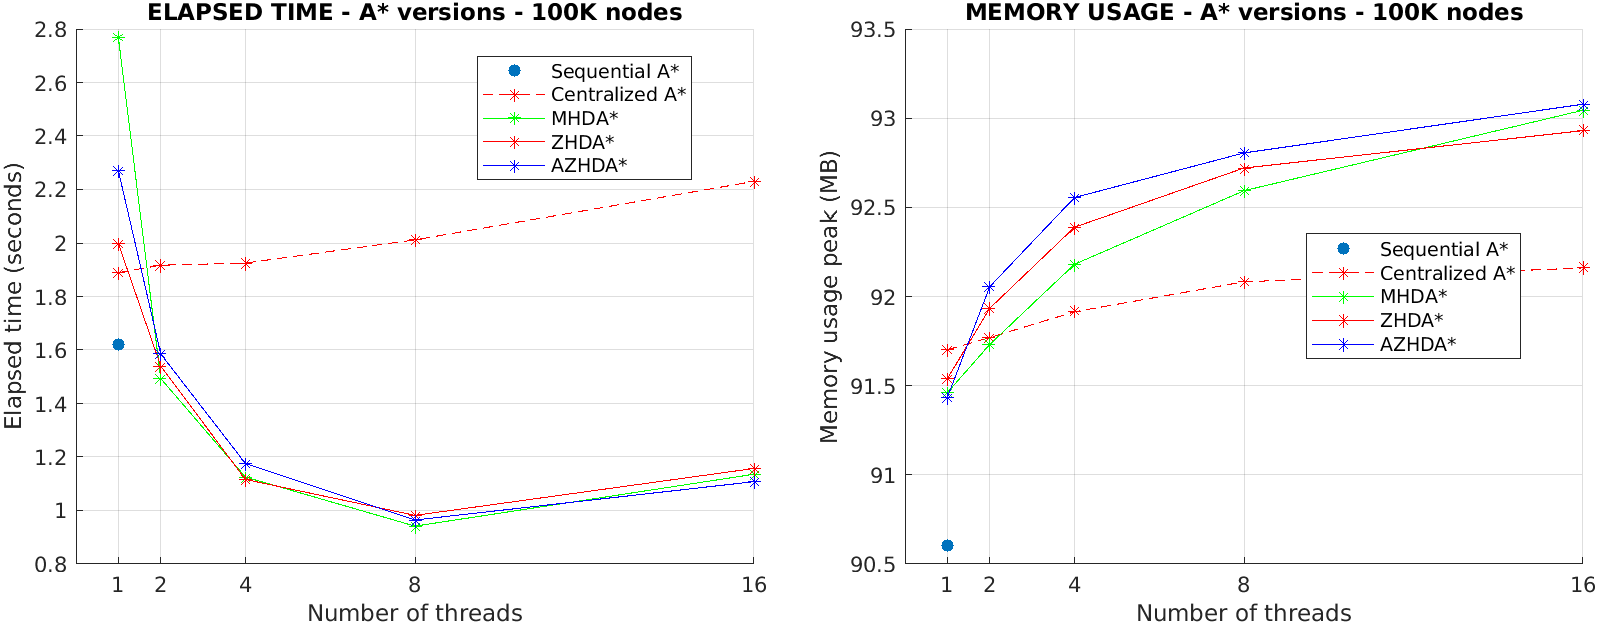 ELAPSED TIME - A* versions - 100K nodes
2.8
2.6
2.4
2.2
2
1.8
1.6
1.4
1.2
1
0.8
Elapsed time (seconds)
Sequential A*
Centralized A*
MHDA*
ZHDA*
AZHDA*
1 2 4 8 16
Number of threads
MEMORY USAGE - A* versions - 100K nodes
93.5
93
92.5
92
91.5
91
90.5
Memory usage peak (MB)
Sequential A*
Centralized A*
MHDA*
ZHDA*
AZHDA*
1 2 4 8 16
Number of threads